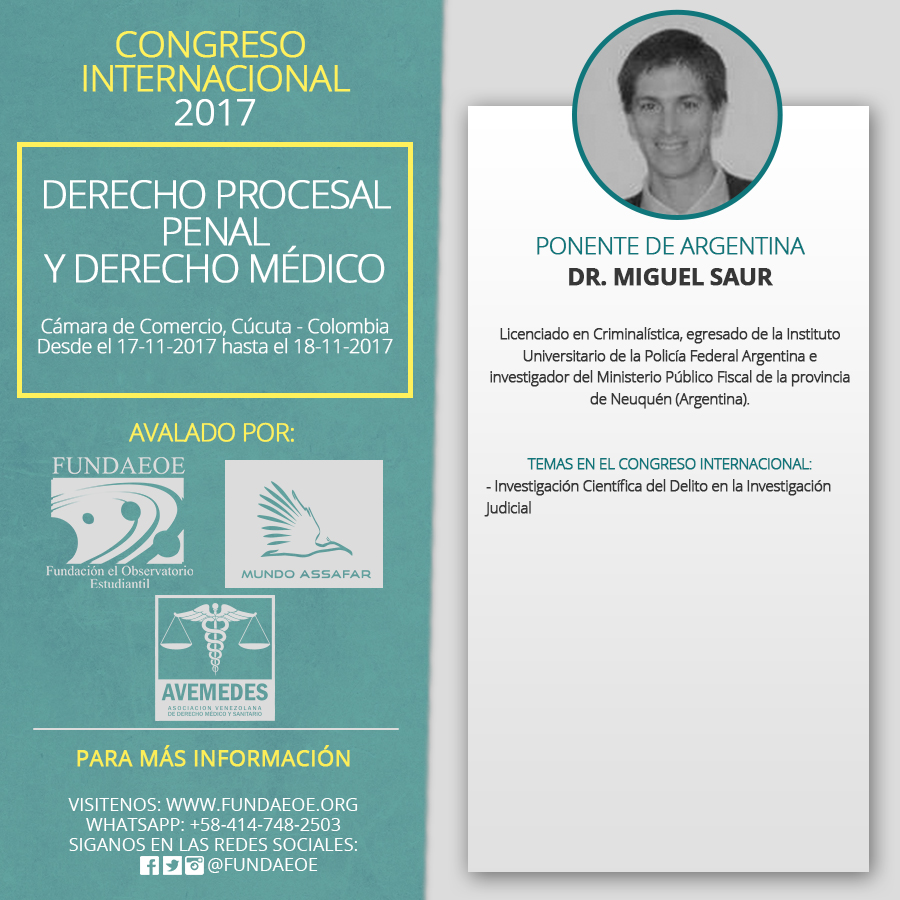 CONGRESO
INTERNACIONAL
2017
DERECHO PROCESAL
PENAL
Y DERECHO MÉDICO
Cámara de Comercio, Cúcuta - Colombia
Desde el 17-11-2017 hasta el 18-11-2017
AVALADO POR:
FUNDAEOE
Fundación el Observatorio
Estudiantil
MUNDO ASSAFAR
AVEMEDES
ASOCIACION VENEZOLANA
DE DERECHO MÉDICO Y SANITARIO
PARA MÁS INFORMACIÓN
VISITENOS: WWW.FUNDAEOE.ORG
WHATSAPP: +58-414-748-2503
SIGANOS EN LAS REDES SOCIALES:
@FUNDAEOE
PONENTE DE ARGENTINA
DR. MIGUEL SAUR
Licenciado en Criminalística, egresado de la Instituto
Universitario de la Policía Federal Argentina e
investigador del Ministerio Público Fiscal de la provincia
de Neuquén (Argentina).
TEMAS EN EL CONGRESO INTERNACIONAL:
- Investigación Científica del Delito en la Investigación
Judicial